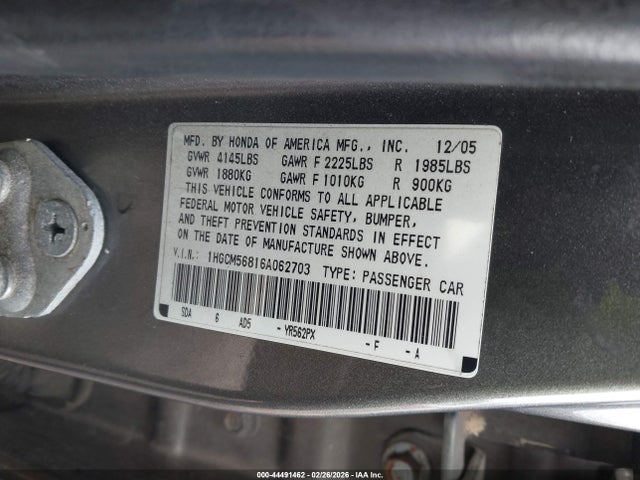 MFD. BY HONDA OF AMERICA MFG., INC. 12/05
GVWR 4145LBS GAWR F 2225LBS R 1985LBS
GVWR 1880KG GAWR F 1010KG R 900KG
THIS VEHICLE CONFORMS TO ALL APPLICABLE
FEDERAL MOTOR VEHICLE SAFETY, BUMPER,
AND THEFT PREVENTION STANDARDS IN EFFECT
ON THE DATE OF MANUFACTURE SHOWN ABOVE.
V.I.N: 1HGCM56816A062703 TYPE: PASSENGER CAR
SDA 6 AD5 - YR562PX - F - A
000-44491462 - 02/26/2026 - IAA Inc.